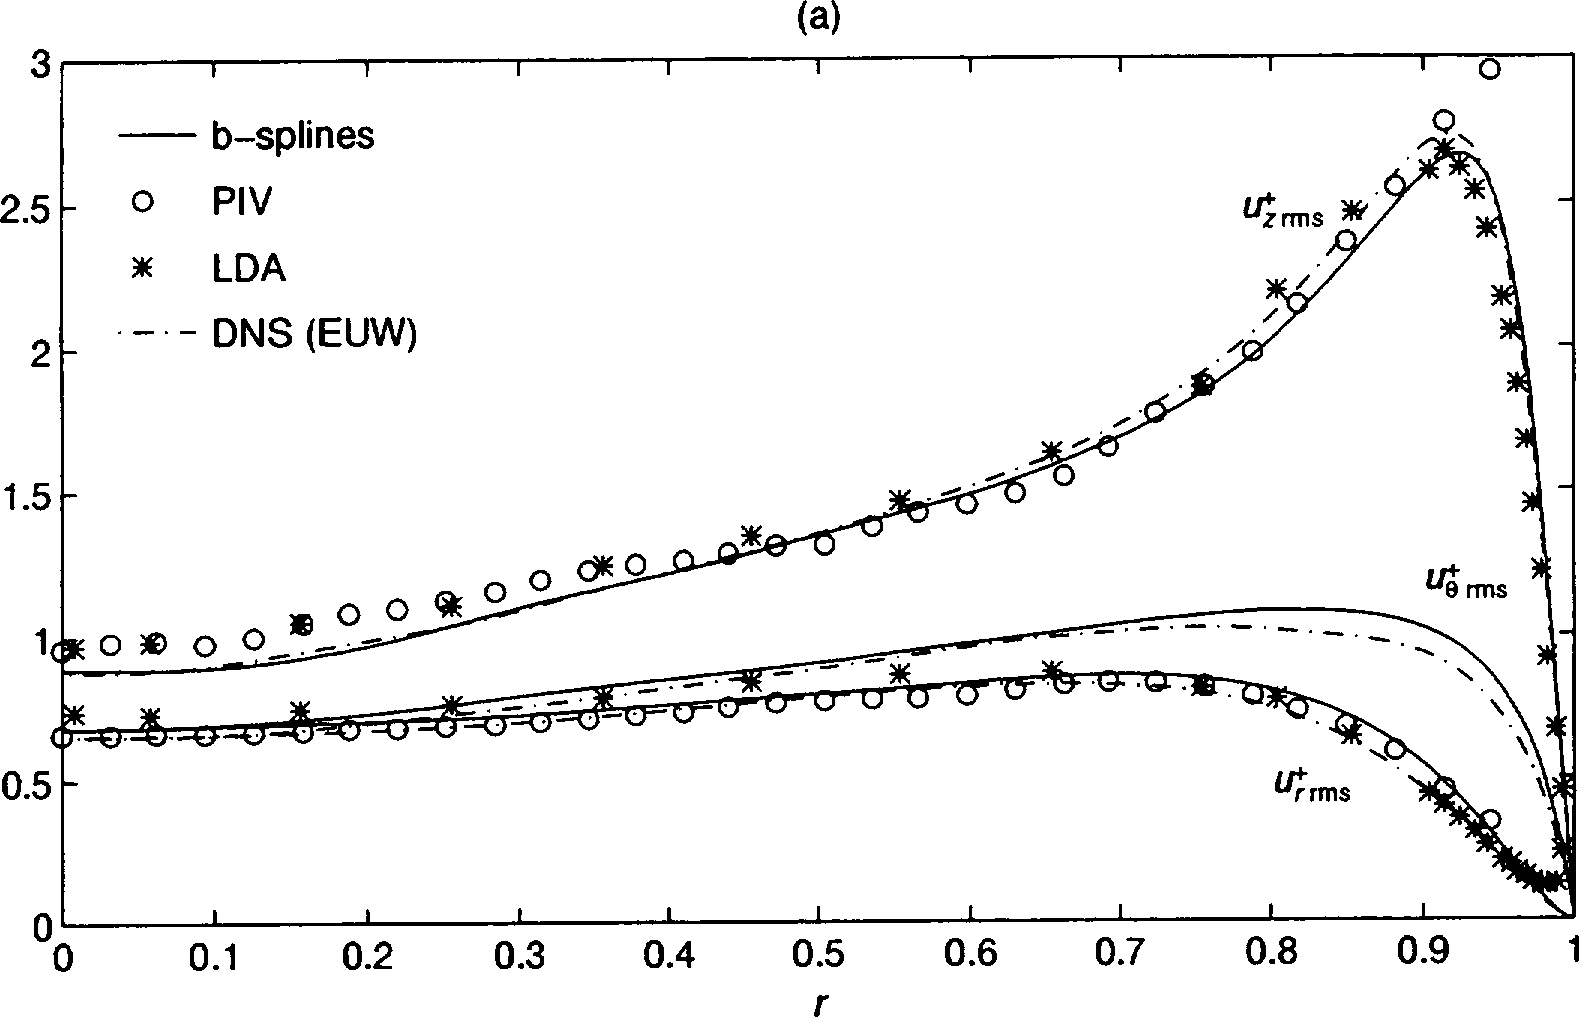 (a)
3
2.5
2
1.5
1
0.5
0
b–splines
PIV
LDA
DNS (EUW)
u⁺z rms
u⁺θ rms
u⁺r rms
0 0.1 0.2 0.3 0.4 0.5 0.6 0.7 0.8 0.9 1
r